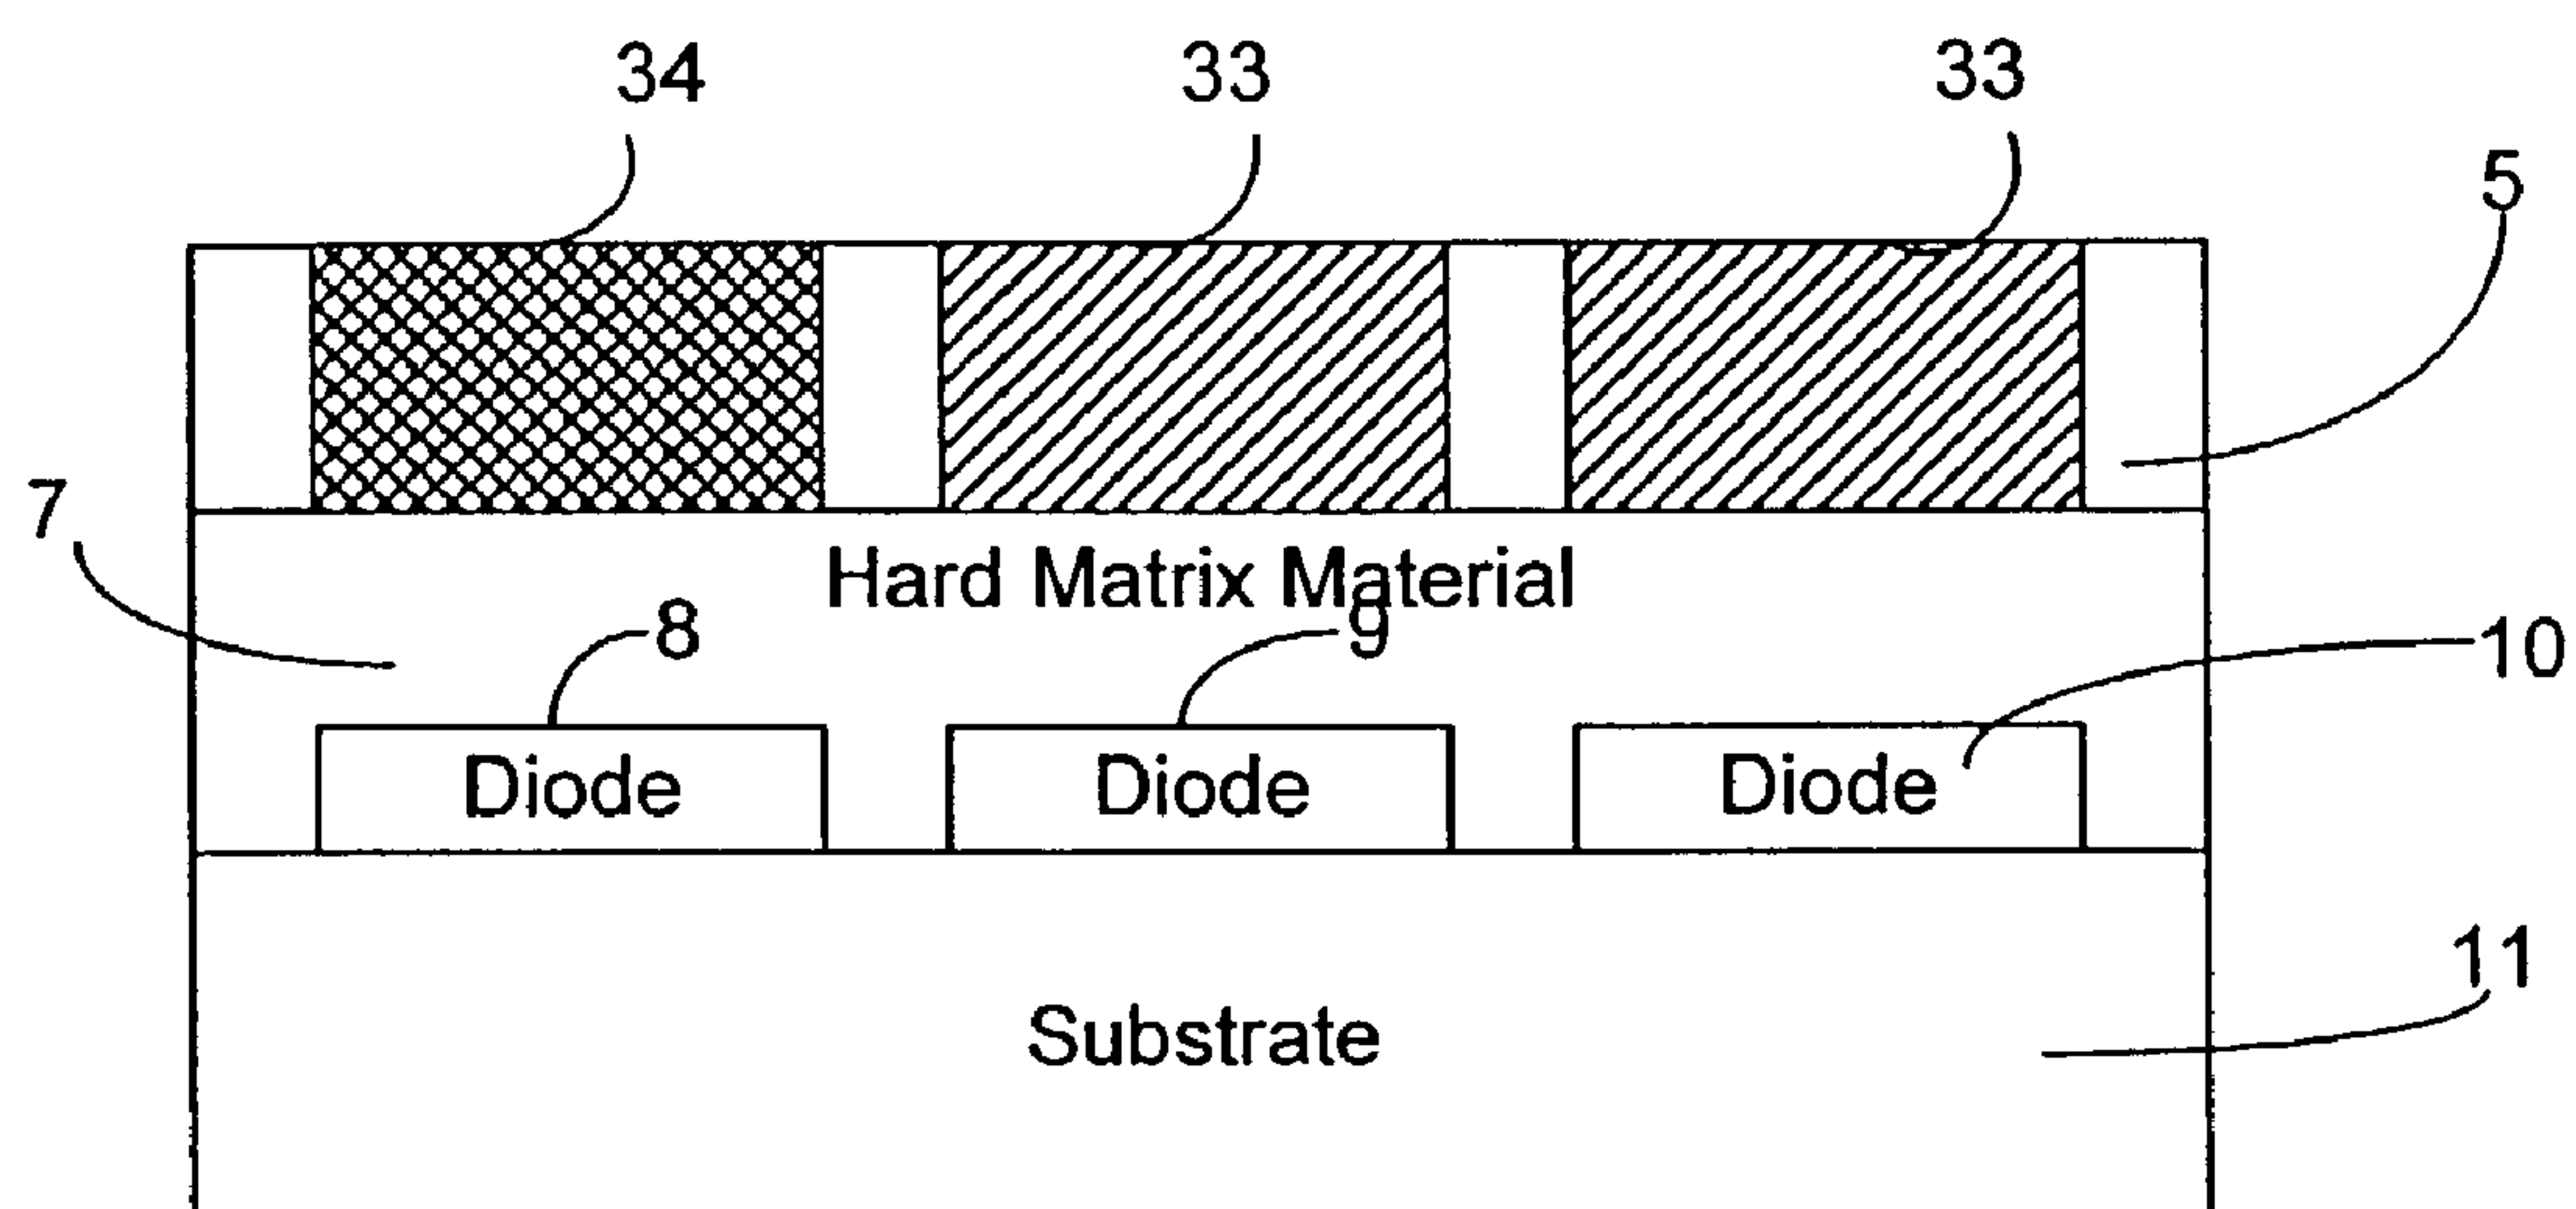 34 33 33
5
7
Hard Matrix Material
8 9 10
Diode Diode Diode
11
Substrate